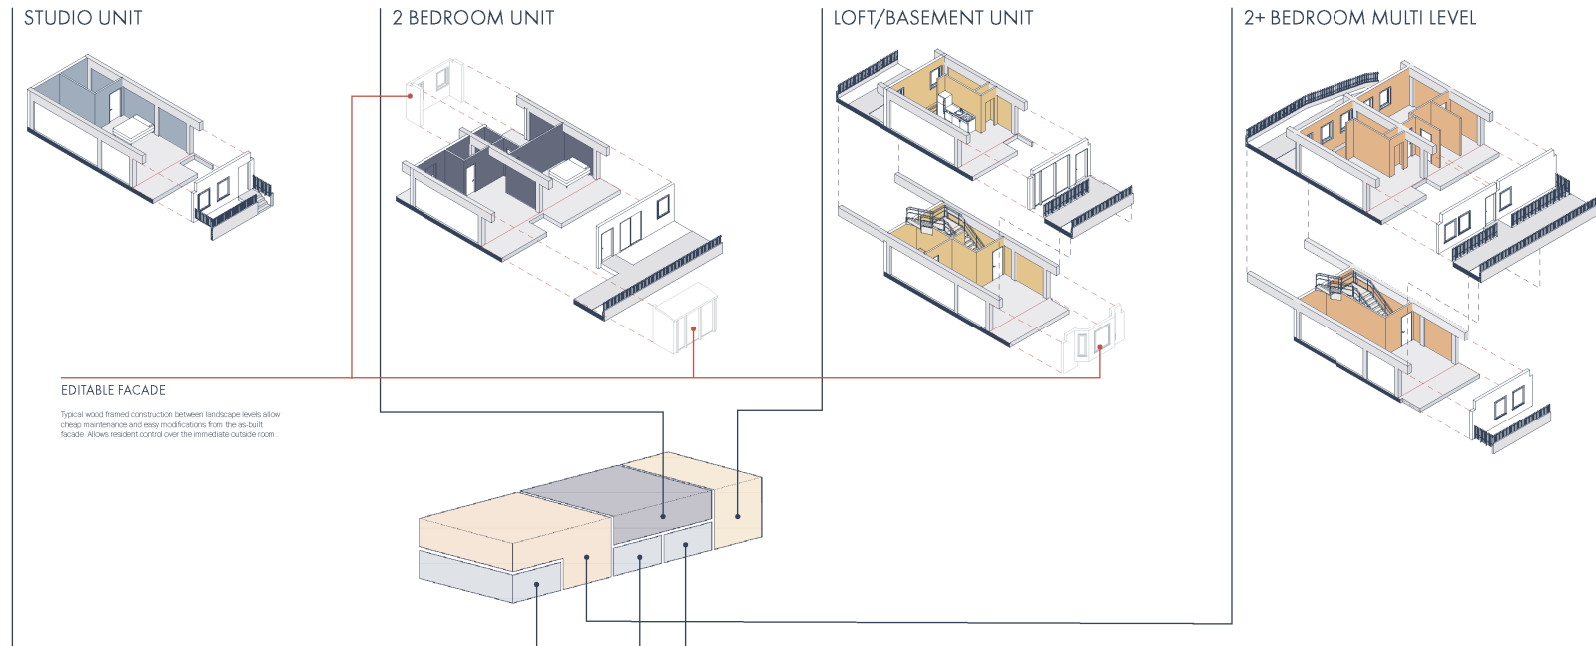 STUDIO UNIT
2 BEDROOM UNIT
LOFT/BASEMENT UNIT
2+ BEDROOM MULTI LEVEL
EDITABLE FACADE
Typical wood framed construction between landscape levels allow
cheap maintenance and easy modifications from the as-built
facade. Allows resident control over the immediate outside room.